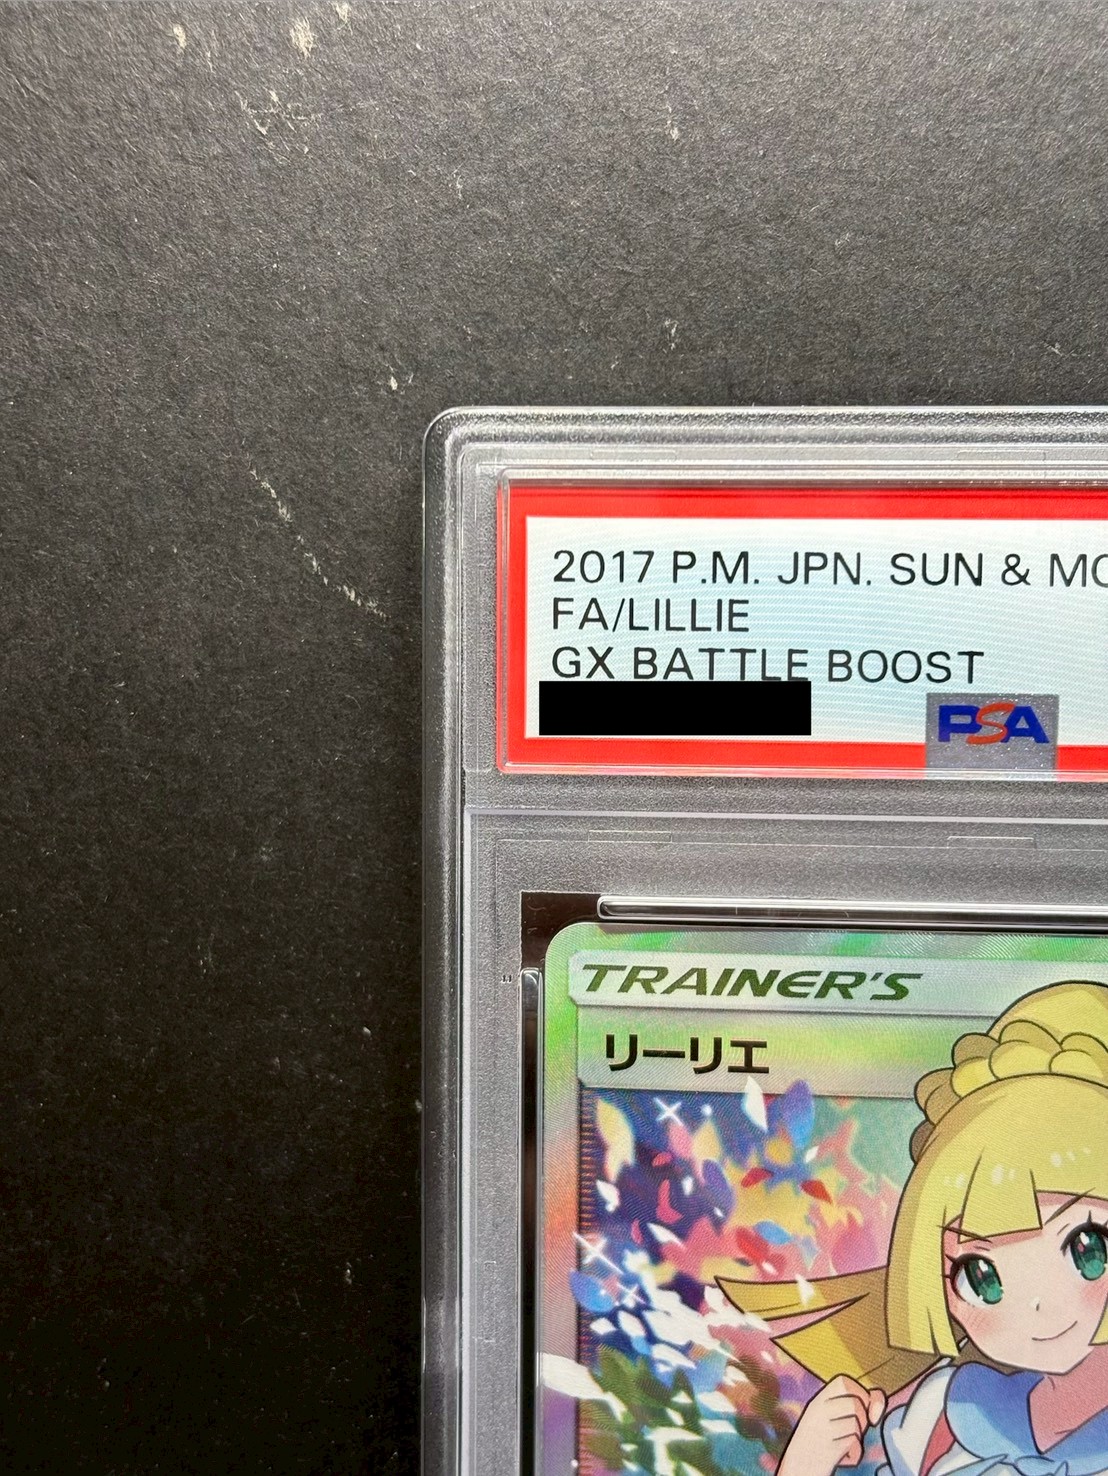 2017 P.M. JPN. SUN & MO
FA/LILLIE
GX BATTLE BOOST
PSA
TRAINER'S
リーリエ